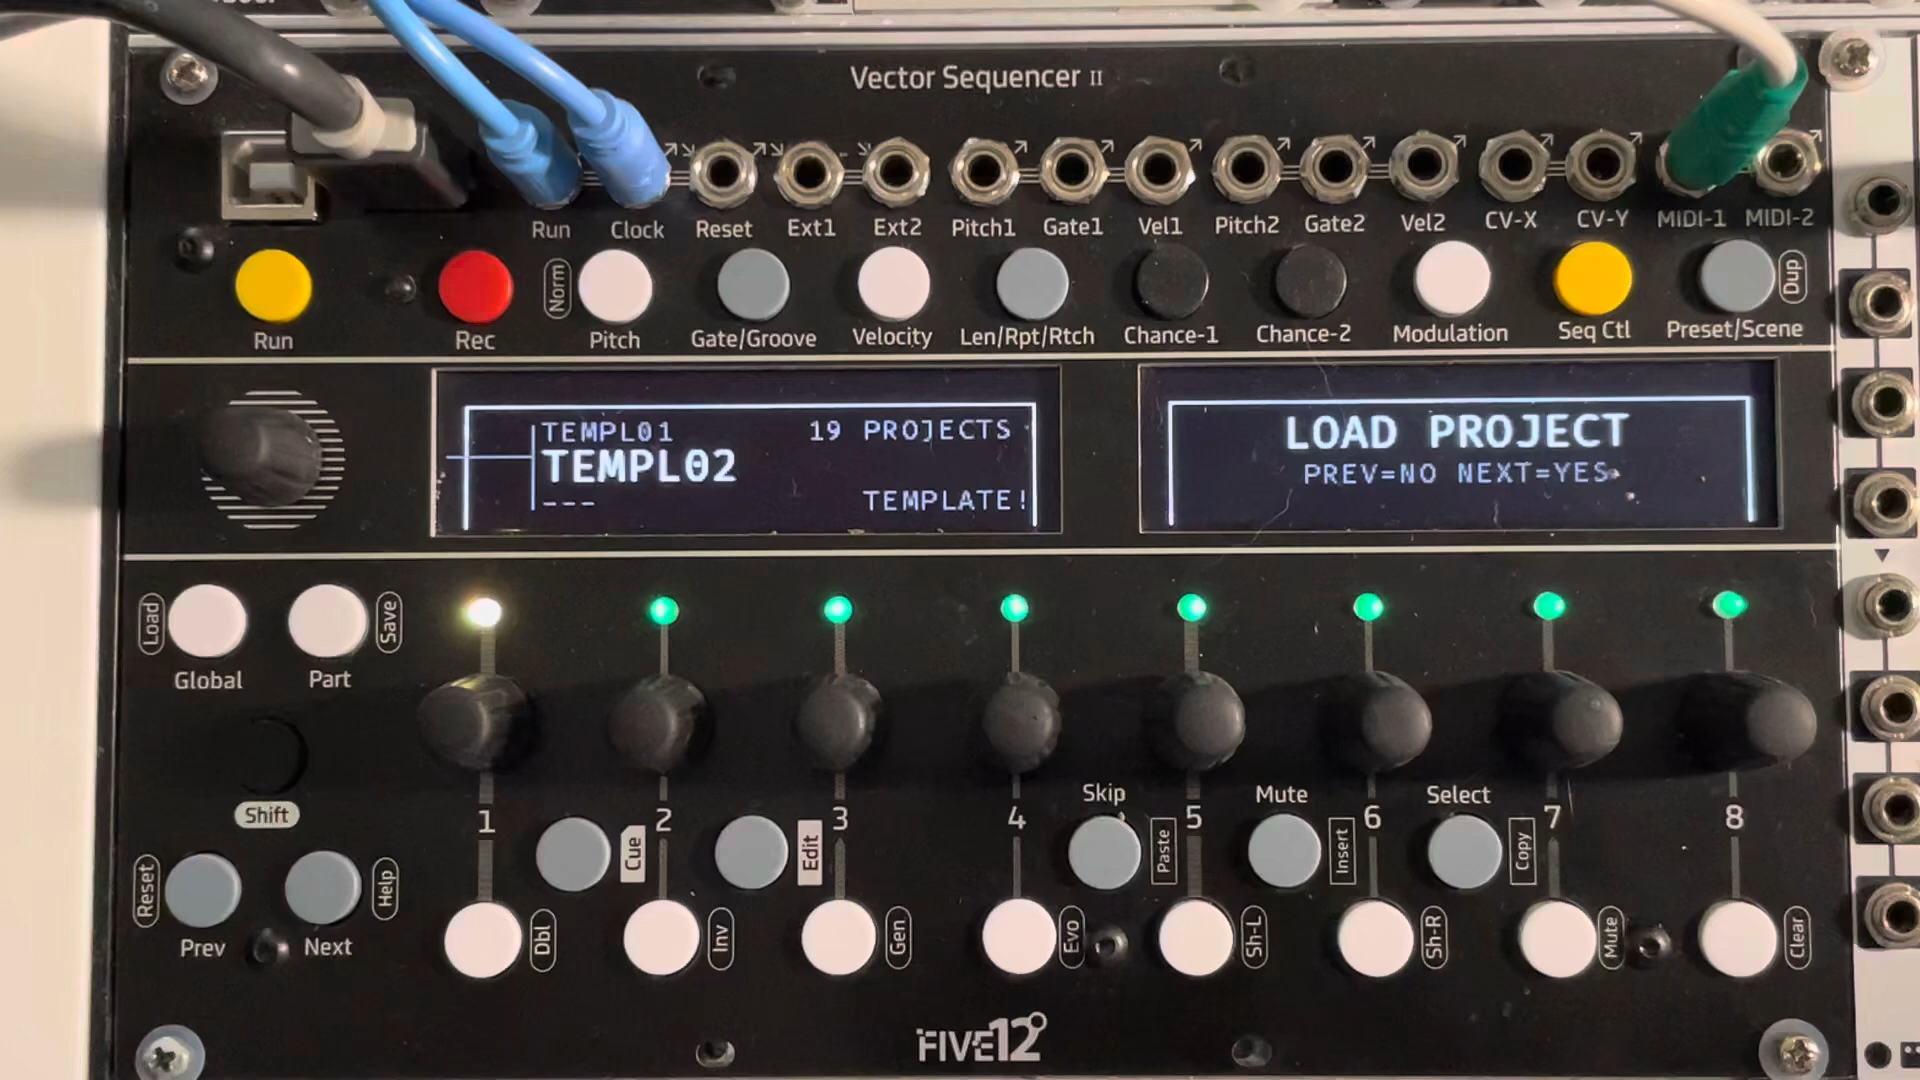 Vector Sequencer II
Run Clock Reset Ext1 Ext2 Pitch1 Gate1 Vel1 Pitch2 Gate2 Vel2 CV-X CV-Y MIDI-1 MIDI-2
Norm
Dup
Run Rec Pitch Gate/Groove Velocity Len/Rpt/Rtch Chance-1 Chance-2 Modulation Seq Ctl Preset/Scene
TEMPL01 19 PROJECTS
TEMPL02
--- TEMPLATE!
LOAD PROJECT
PREV=NO NEXT=YES
Load
Save
Global Part
Shift
Skip Mute Select
1 2 3 4 5 6 7 8
Cue Edit Paste Insert Copy
Reset Help
Prev Next
Dbl Inv Gen Evo Sh-L Sh-R Mute Clear
FIVE12